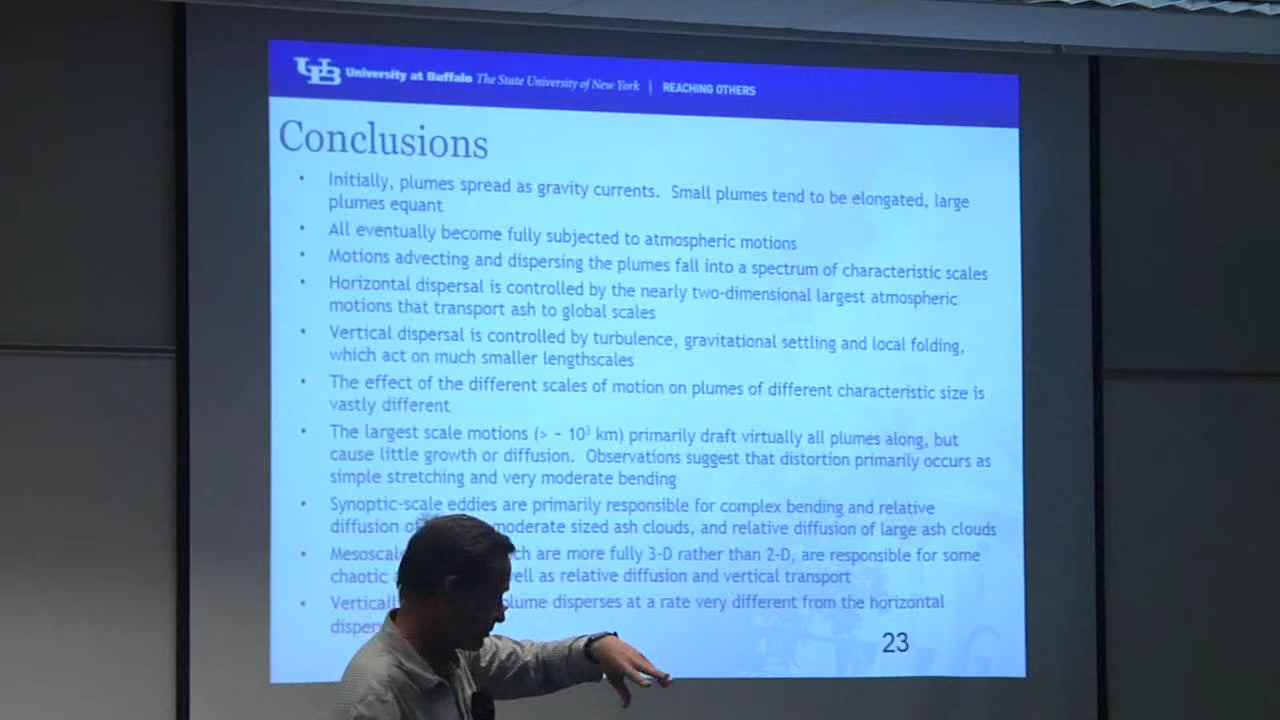 UB University at Buffalo The State University of New York | REACHING OTHERS
Conclusions
• Initially, plumes spread as gravity currents. Small plumes tend to be elongated, large
plumes equant
• All eventually become fully subjected to atmospheric motions
• Motions advecting and dispersing the plumes fall into a spectrum of characteristic scales
• Horizontal dispersal is controlled by the nearly two-dimensional largest atmospheric
motions that transport ash to global scales
• Vertical dispersal is controlled by turbulence, gravitational settling and local folding,
which act on much smaller lengthscales
• The effect of the different scales of motion on plumes of different characteristic size is
vastly different
• The largest scale motions (> ~ 10³ km) primarily draft virtually all plumes along, but
cause little growth or diffusion. Observations suggest that distortion primarily occurs as
simple stretching and very moderate bending
• Synoptic-scale eddies are primarily responsible for complex bending and relative
diffusion of moderate sized ash clouds, and relative diffusion of large ash clouds
• are more fully 3-D rather than 2-D, are responsible for some
chaotic as relative diffusion and vertical transport
• disperses at a rate very different from the horizontal
23